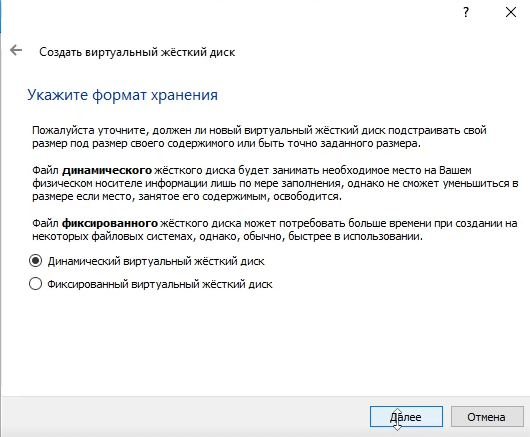 ?
Создать виртуальный жёсткий диск
Укажите формат хранения
Пожалуйста уточните, должен ли новый виртуальный жёсткий диск подстраивать свой
размер под размер своего содержимого или быть точно заданного размера.
Файл динамического жёсткого диска будет занимать необходимое место на Вашем
физическом носителе информации лишь по мере заполнения, однако не сможет уменьшиться в
размере если место, занятое его содержимым, освободится.
Файл фиксированного жёсткого диска может потребовать больше времени при создании на
некоторых файловых системах, однако, обычно, быстрее в использовании.
Динамический виртуальный жёсткий диск
Фиксированный виртуальный жёсткий диск
Далее
Отмена